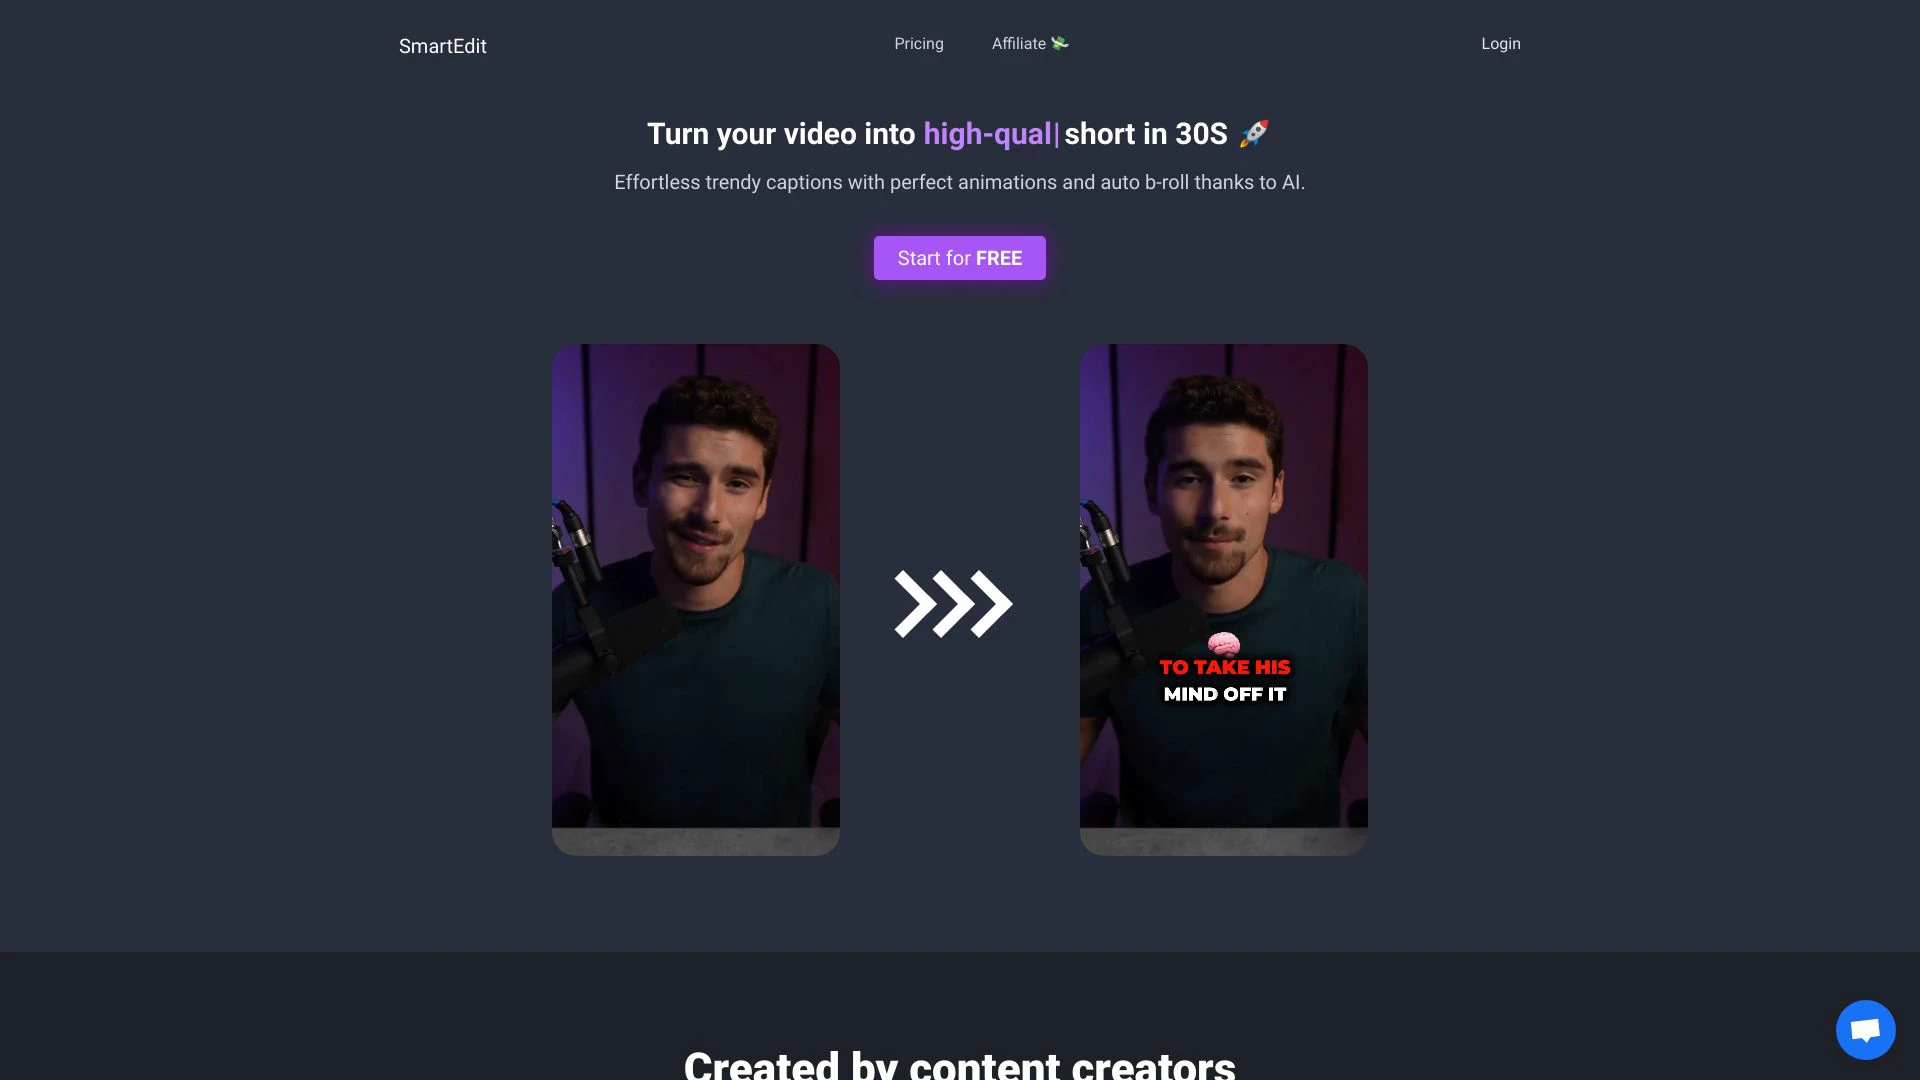 SmartEdit
Pricing
Affiliate 💸
Login
Turn your video into high-qual| short in 30S 🚀
Effortless trendy captions with perfect animations and auto b-roll thanks to AI.
Start for FREE
TO TAKE HIS
MIND OFF IT
Created by content creators